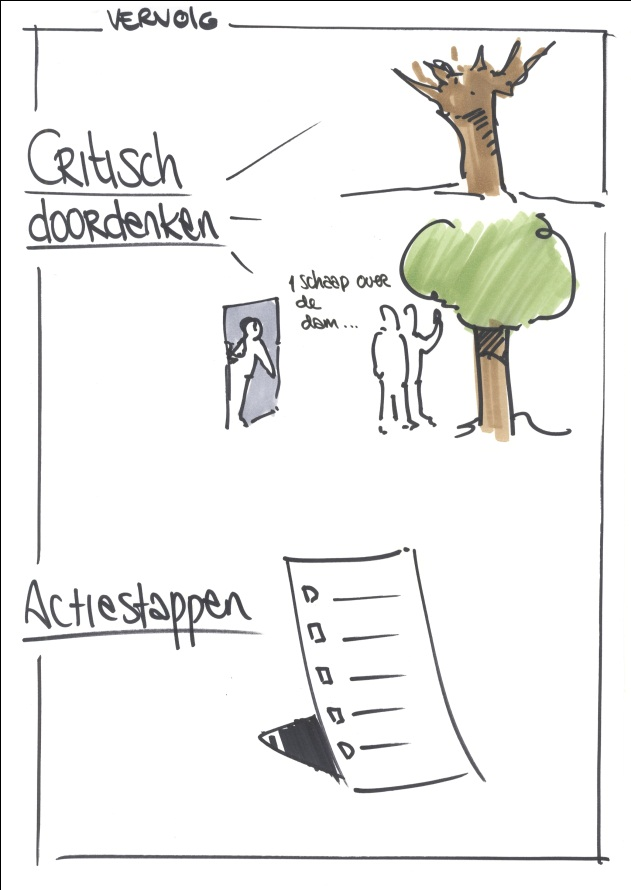 VERVOlG
CRitisch
dooRdenken
1 schaap over
de
dam...
Actiestappen